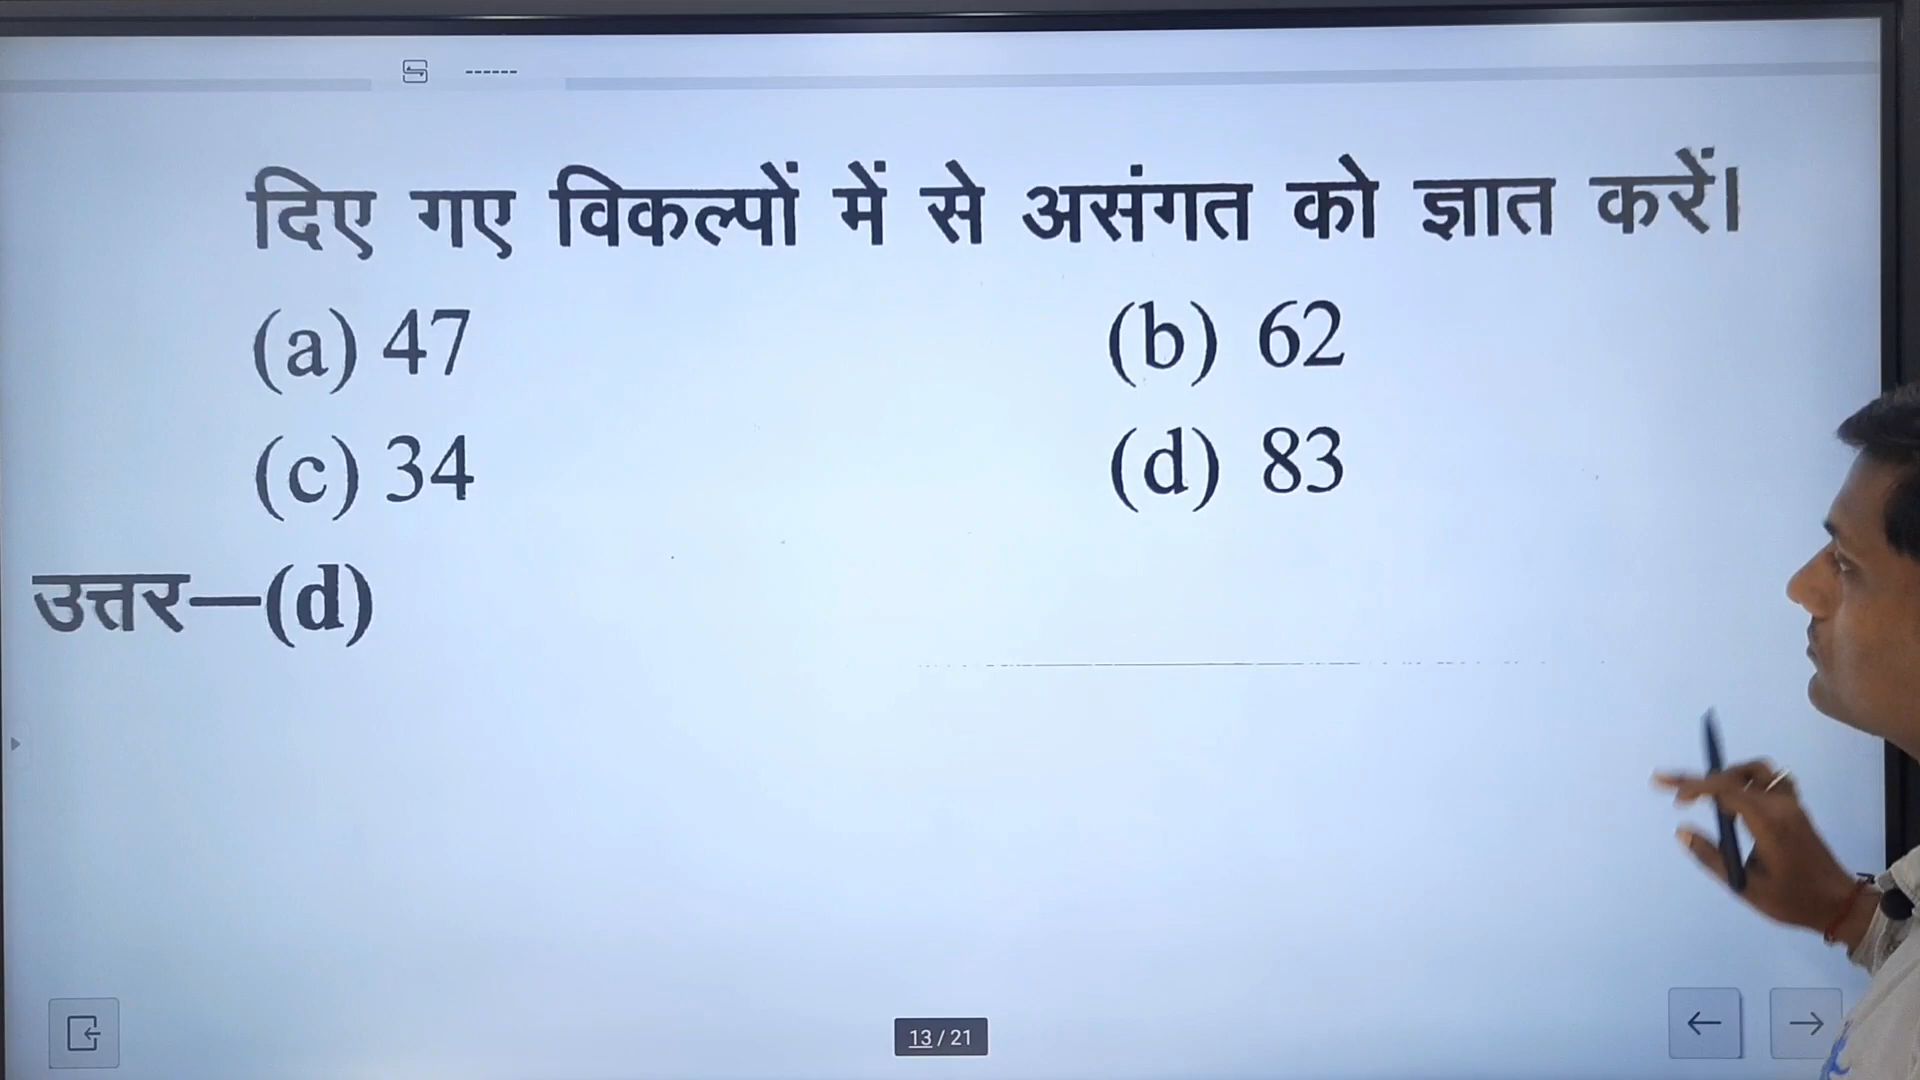 दिए गए विकल्पों में से असंगत को ज्ञात करें।
(a) 47 (b) 62
(c) 34 (d) 83
उत्तर—(d)
13 / 21